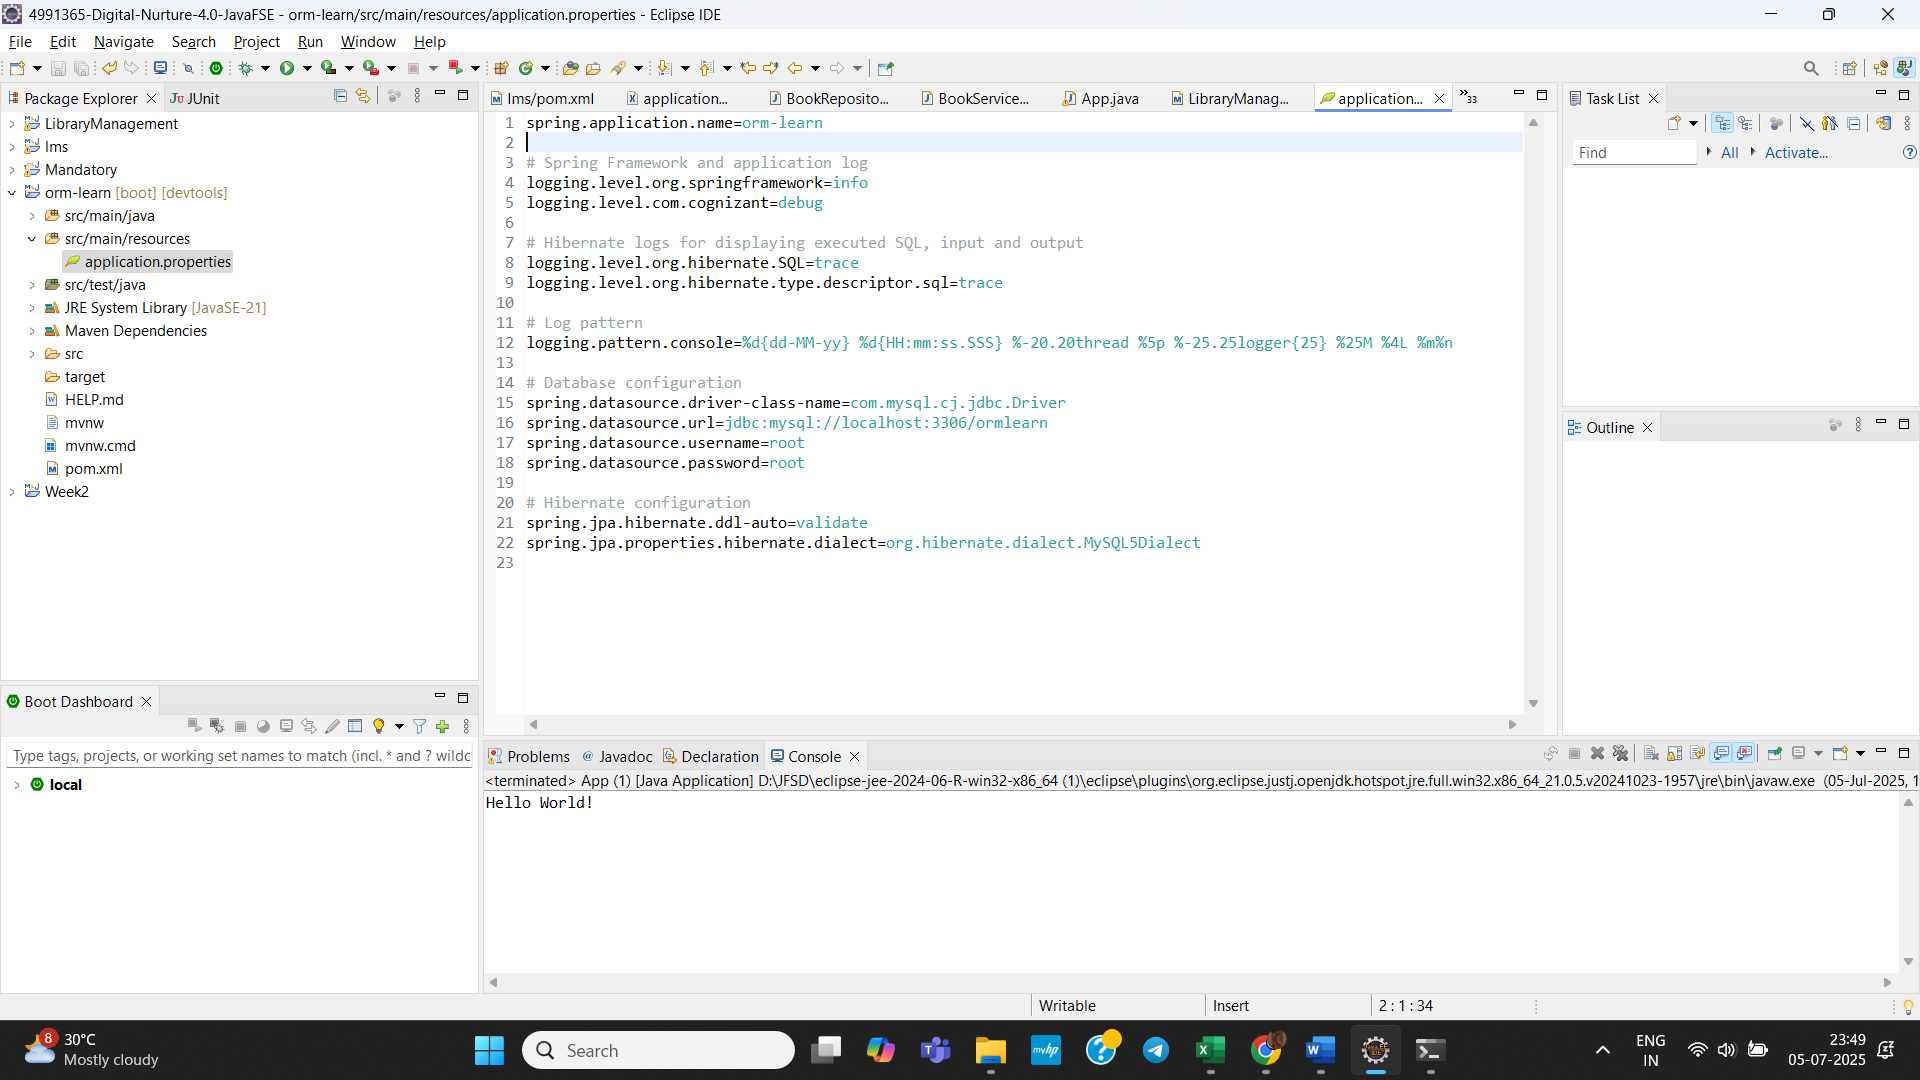 4991365-Digital-Nurture-4.0-JavaFSE - orm-learn/src/main/resources/application.properties - Eclipse IDE
File Edit Navigate Search Project Run Window Help
Package Explorer
JUnit
LibraryManagement
lms
Mandatory
orm-learn [boot] [devtools]
src/main/java
src/main/resources
application.properties
src/test/java
JRE System Library [JavaSE-21]
Maven Dependencies
src
target
HELP.md
mvnw
mvnw.cmd
pom.xml
Week2
Boot Dashboard
Type tags, projects, or working set names to match (incl. * and ? wildc
local
lms/pom.xml
application...
BookReposito...
BookService...
App.java
LibraryManag...
application...
33
1 spring.application.name=orm-learn
2
3 # Spring Framework and application log
4 logging.level.org.springframework=info
5 logging.level.com.cognizant=debug
6
7 # Hibernate logs for displaying executed SQL, input and output
8 logging.level.org.hibernate.SQL=trace
9 logging.level.org.hibernate.type.descriptor.sql=trace
10
11 # Log pattern
12 logging.pattern.console=%d{dd-MM-yy} %d{HH:mm:ss.SSS} %-20.20thread %5p %-25.25logger{25} %25M %4L %m%n
13
14 # Database configuration
15 spring.datasource.driver-class-name=com.mysql.cj.jdbc.Driver
16 spring.datasource.url=jdbc:mysql://localhost:3306/ormlearn
17 spring.datasource.username=root
18 spring.datasource.password=root
19
20 # Hibernate configuration
21 spring.jpa.hibernate.ddl-auto=validate
22 spring.jpa.properties.hibernate.dialect=org.hibernate.dialect.MySQL5Dialect
23
Task List
Find
All
Activate...
Outline
Problems
Javadoc
Declaration
Console
<terminated> App (1) [Java Application] D:\JFSD\eclipse-jee-2024-06-R-win32-x86_64 (1)\eclipse\plugins\org.eclipse.justj.openjdk.hotspot.jre.full.win32.x86_64_21.0.5.v20241023-1957\jre\bin\javaw.exe (05-Jul-2025, 1
Hello World!
Writable
Insert
2 : 1 : 34
8
30°C
Mostly cloudy
Search
myhp
ENG
IN
23:49
05-07-2025